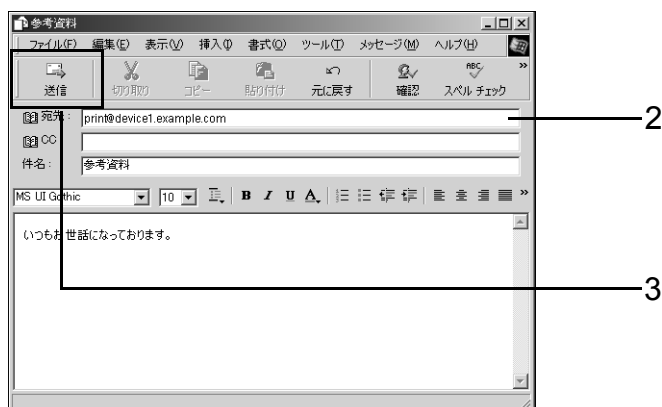 参考資料
ファイル(F) 編集(E) 表示(V) 挿入(I) 書式(O) ツール(T) メッセージ(M) ヘルプ(H)
送信 切り取り コピー 貼り付け 元に戻す 確認 ABC スペル チェック »
宛先: print@device1.example.com 2
CC
件名: 参考資料
MS UI Gothic 10 B I U A »
いつもお世話になっております。
3